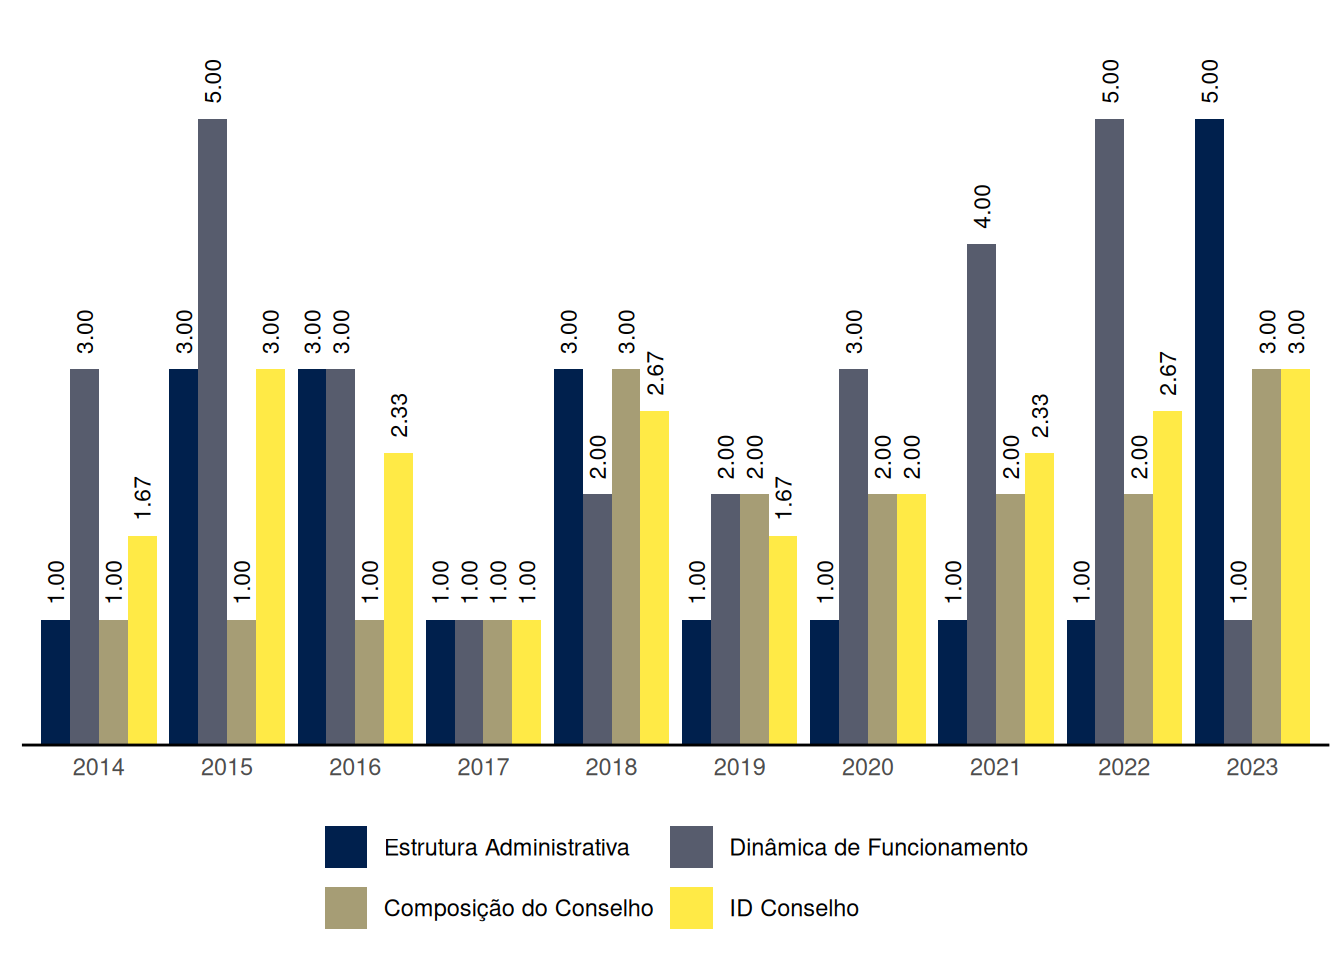 5.00 5.00 5.00
4.00
3.00 3.00 3.00 3.00 3.00 3.00 3.00 3.00 3.00 3.00
2.67 2.67
2.33 2.33
2.00 2.00 2.00 2.00 2.00 2.00 2.00
1.67 1.67
1.00 1.00 1.00 1.00 1.00 1.00 1.00 1.00 1.00 1.00 1.00 1.00 1.00
2014 2015 2016 2017 2018 2019 2020 2021 2022 2023
Estrutura Administrativa Dinâmica de Funcionamento
Composição do Conselho ID Conselho